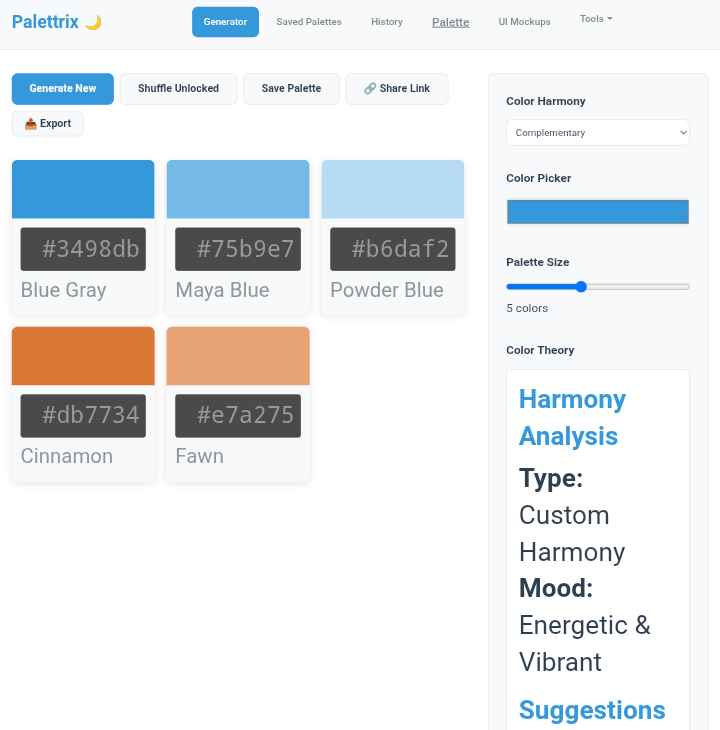 Palettrix 🌙
Generator Saved Palettes History Palette UI Mockups Tools
Generate New Shuffle Unlocked Save Palette 🔗 Share Link
📤 Export
#3498db #75b9e7 #b6daf2
Blue Gray Maya Blue Powder Blue
#db7734 #e7a275
Cinnamon Fawn
Color Harmony
Complementary
Color Picker
Palette Size
5 colors
Color Theory
Harmony
Analysis
Type:
Custom
Harmony
Mood:
Energetic &
Vibrant
Suggestions